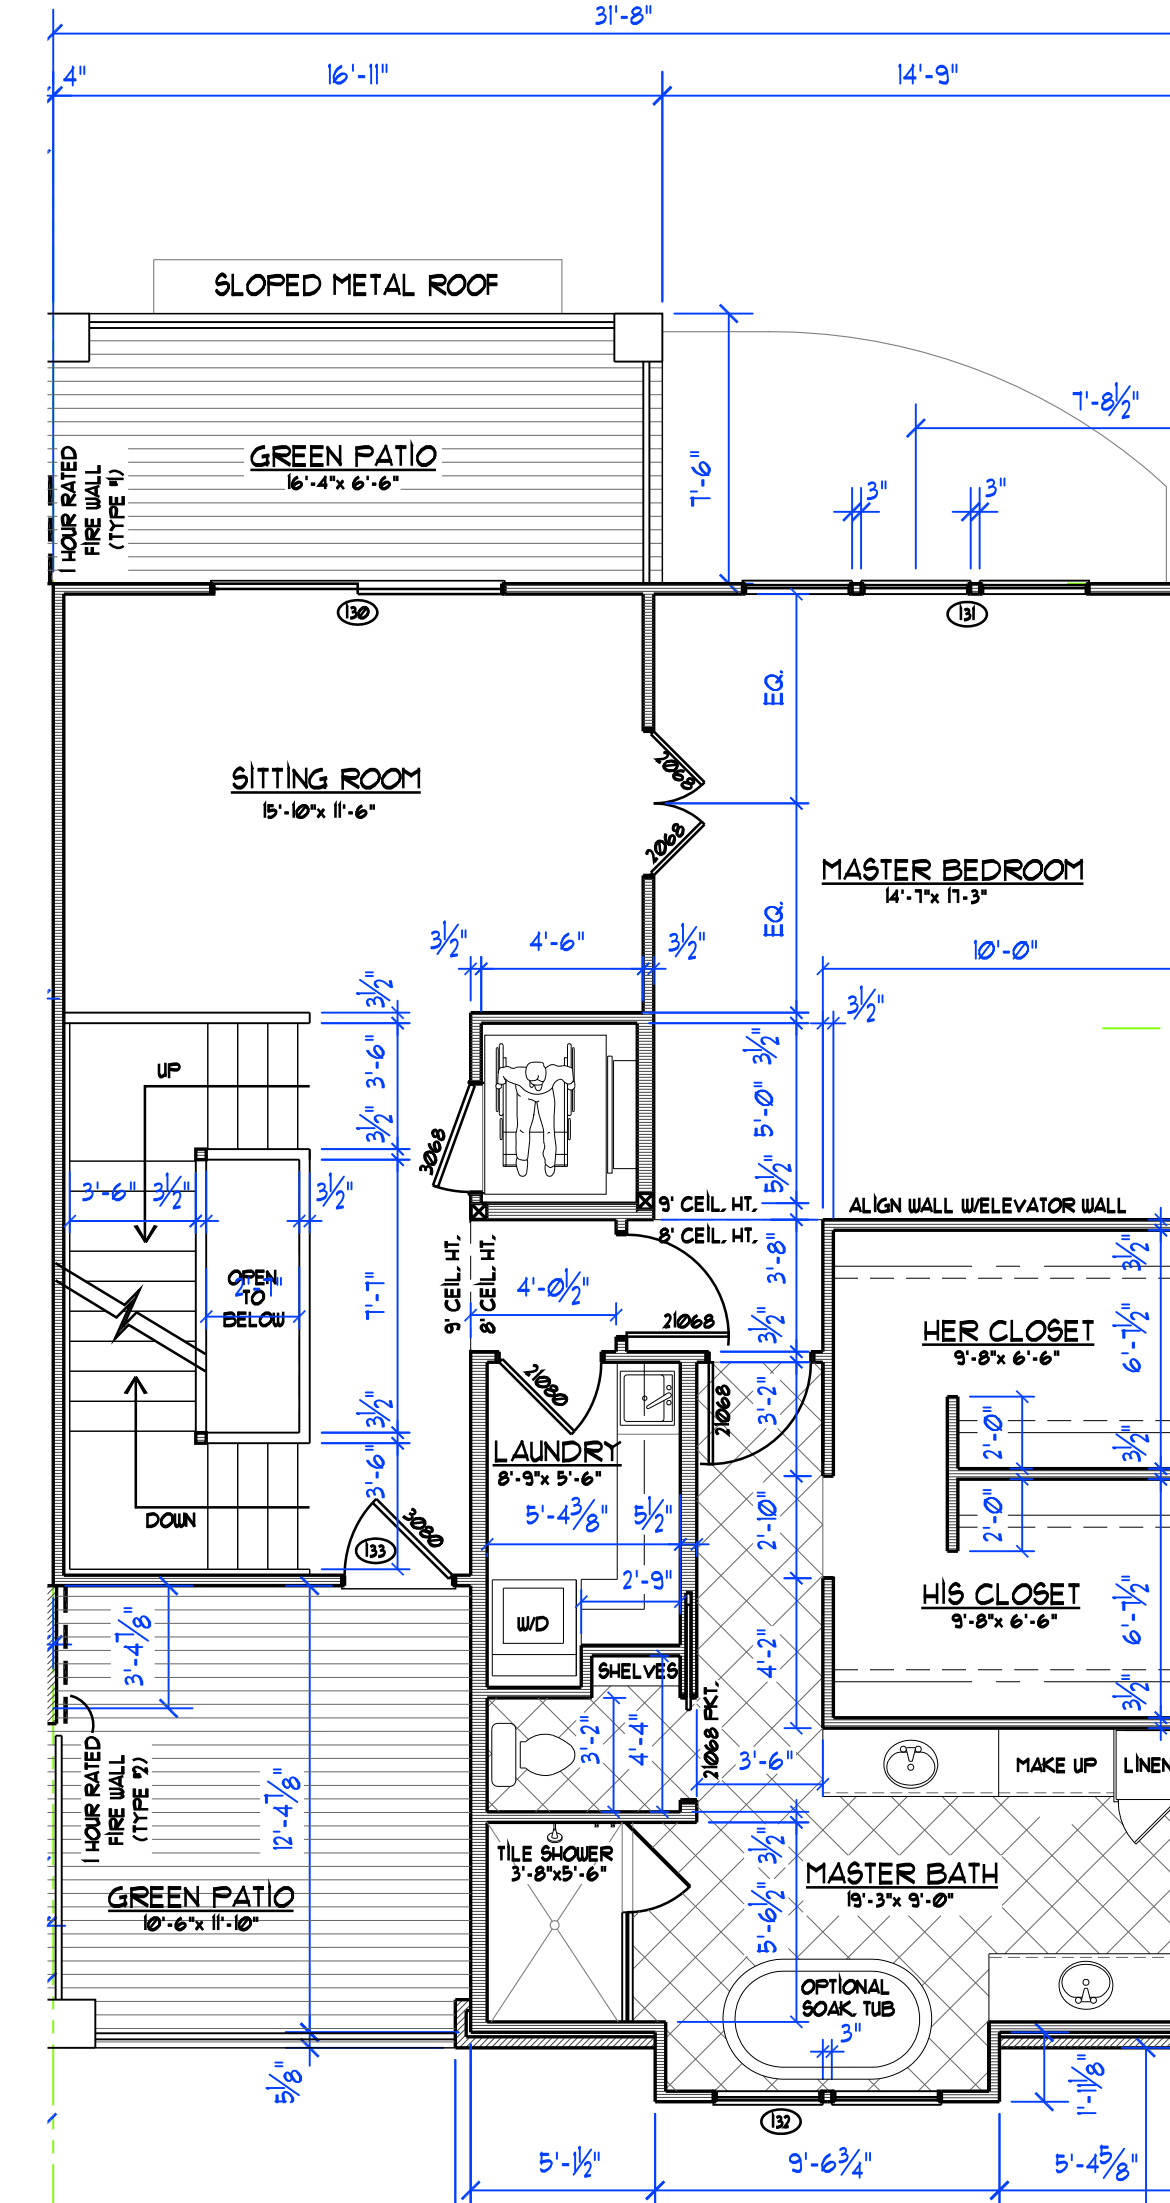 31'-8"
4"
16'-11"
14'-9"
SLOPED METAL ROOF
7'-8½"
GREEN PATIO
16'-4"x 6'-6"
1 HOUR RATED
FIRE WALL
(TYPE #1)
7'-6"
3"
3"
130
131
EQ.
2068
SITTING ROOM
15'-10"x 11'-6"
2068
MASTER BEDROOM
14'-7"x 17'-3"
EQ.
3½"
4'-6"
3½"
10'-0"
3½"
3½"
UP
3'-6"
3½"
5'-0"
3½"
3068
5½"
3'-6"
3½"
3½"
9' CEIL. HT.
8' CEIL. HT.
ALIGN WALL W/ELEVATOR WALL
9' CEIL. HT.
8' CEIL. HT.
3'-8"
3½"
OPEN
TO
BELOW
2'-7"
7'-7"
4'-0½"
21068
3½"
HER CLOSET
9'-8"x 6'-6"
6'-7½"
21080
21068
3'-2"
3½"
2'-0"
3½"
LAUNDRY
8'-9"x 5'-6"
3'-6"
5'-4⅜"
5½"
2'-10"
2'-0"
DOWN
3080
133
2'-9"
HIS CLOSET
9'-8"x 6'-6"
6'-7½"
W/D
3'-4⅞"
4'-2"
SHELVES
3½"
21068 PKT.
3'-2"
4'-4"
3'-6"
MAKE UP
LINEN
1 HOUR RATED
FIRE WALL
(TYPE #2)
12'-4⅞"
TILE SHOWER
3'-8"x5'-6"
3½"
MASTER BATH
19'-3"x 9'-0"
GREEN PATIO
10'-6"x 11'-10"
5'-6½"
OPTIONAL
SOAK. TUB
3"
5⅛"
1'-11⅛"
132
5'-1½"
9'-6¾"
5'-4⅝"